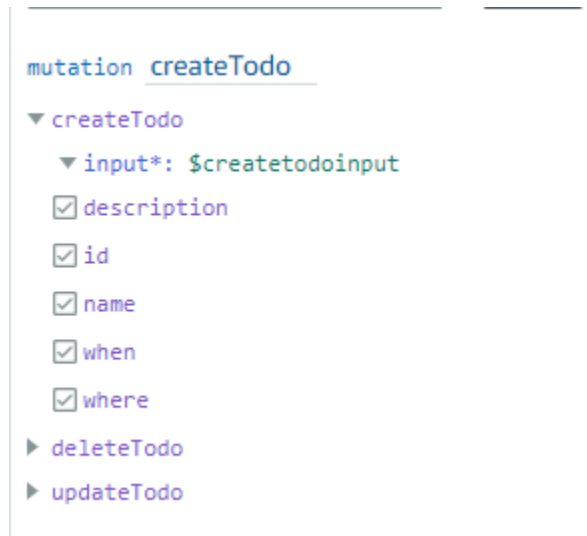 mutation createTodo
createTodo
input*: $createtodoinput
description
id
name
when
where
deleteTodo
updateTodo